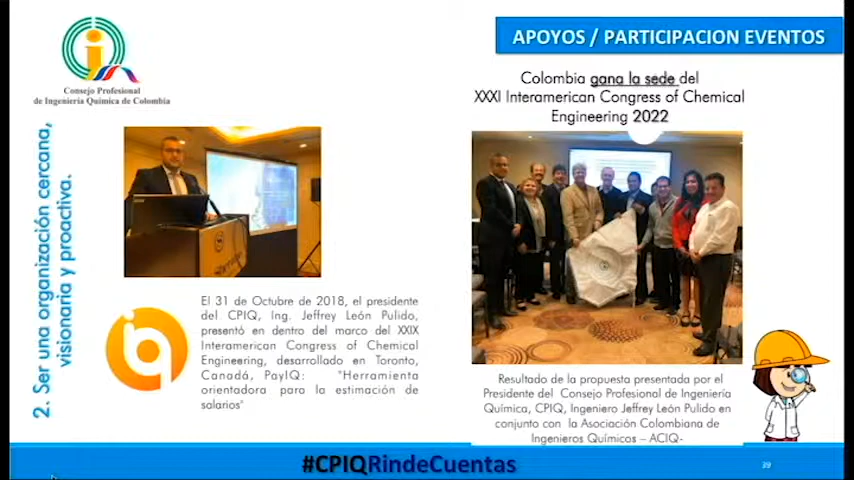 Consejo Profesional
de Ingeniería Química de Colombia
APOYOS / PARTICIPACION EVENTOS
2. Ser una organización cercana,
visionaria y proactiva.
El 31 de Octubre de 2018, el presidente
del CPIQ, Ing. Jeffrey León Pulido,
presentó en dentro del marco del XXIX
Interamerican Congress of Chemical
Engineering, desarrollado en Toronto,
Canadá, PayIQ: "Herramienta
orientadora para la estimación de
salarios"
Colombia gana la sede del
XXXI Interamerican Congress of Chemical
Engineering 2022
Resultado de la propuesta presentada por el
Presidente del Consejo Profesional de Ingeniería
Química, CPIQ, Ingeniero Jeffrey León Pulido en
conjunto con la Asociación Colombiana de
Ingenieros Químicos – ACIQ-
#CPIQRindeCuentas
39